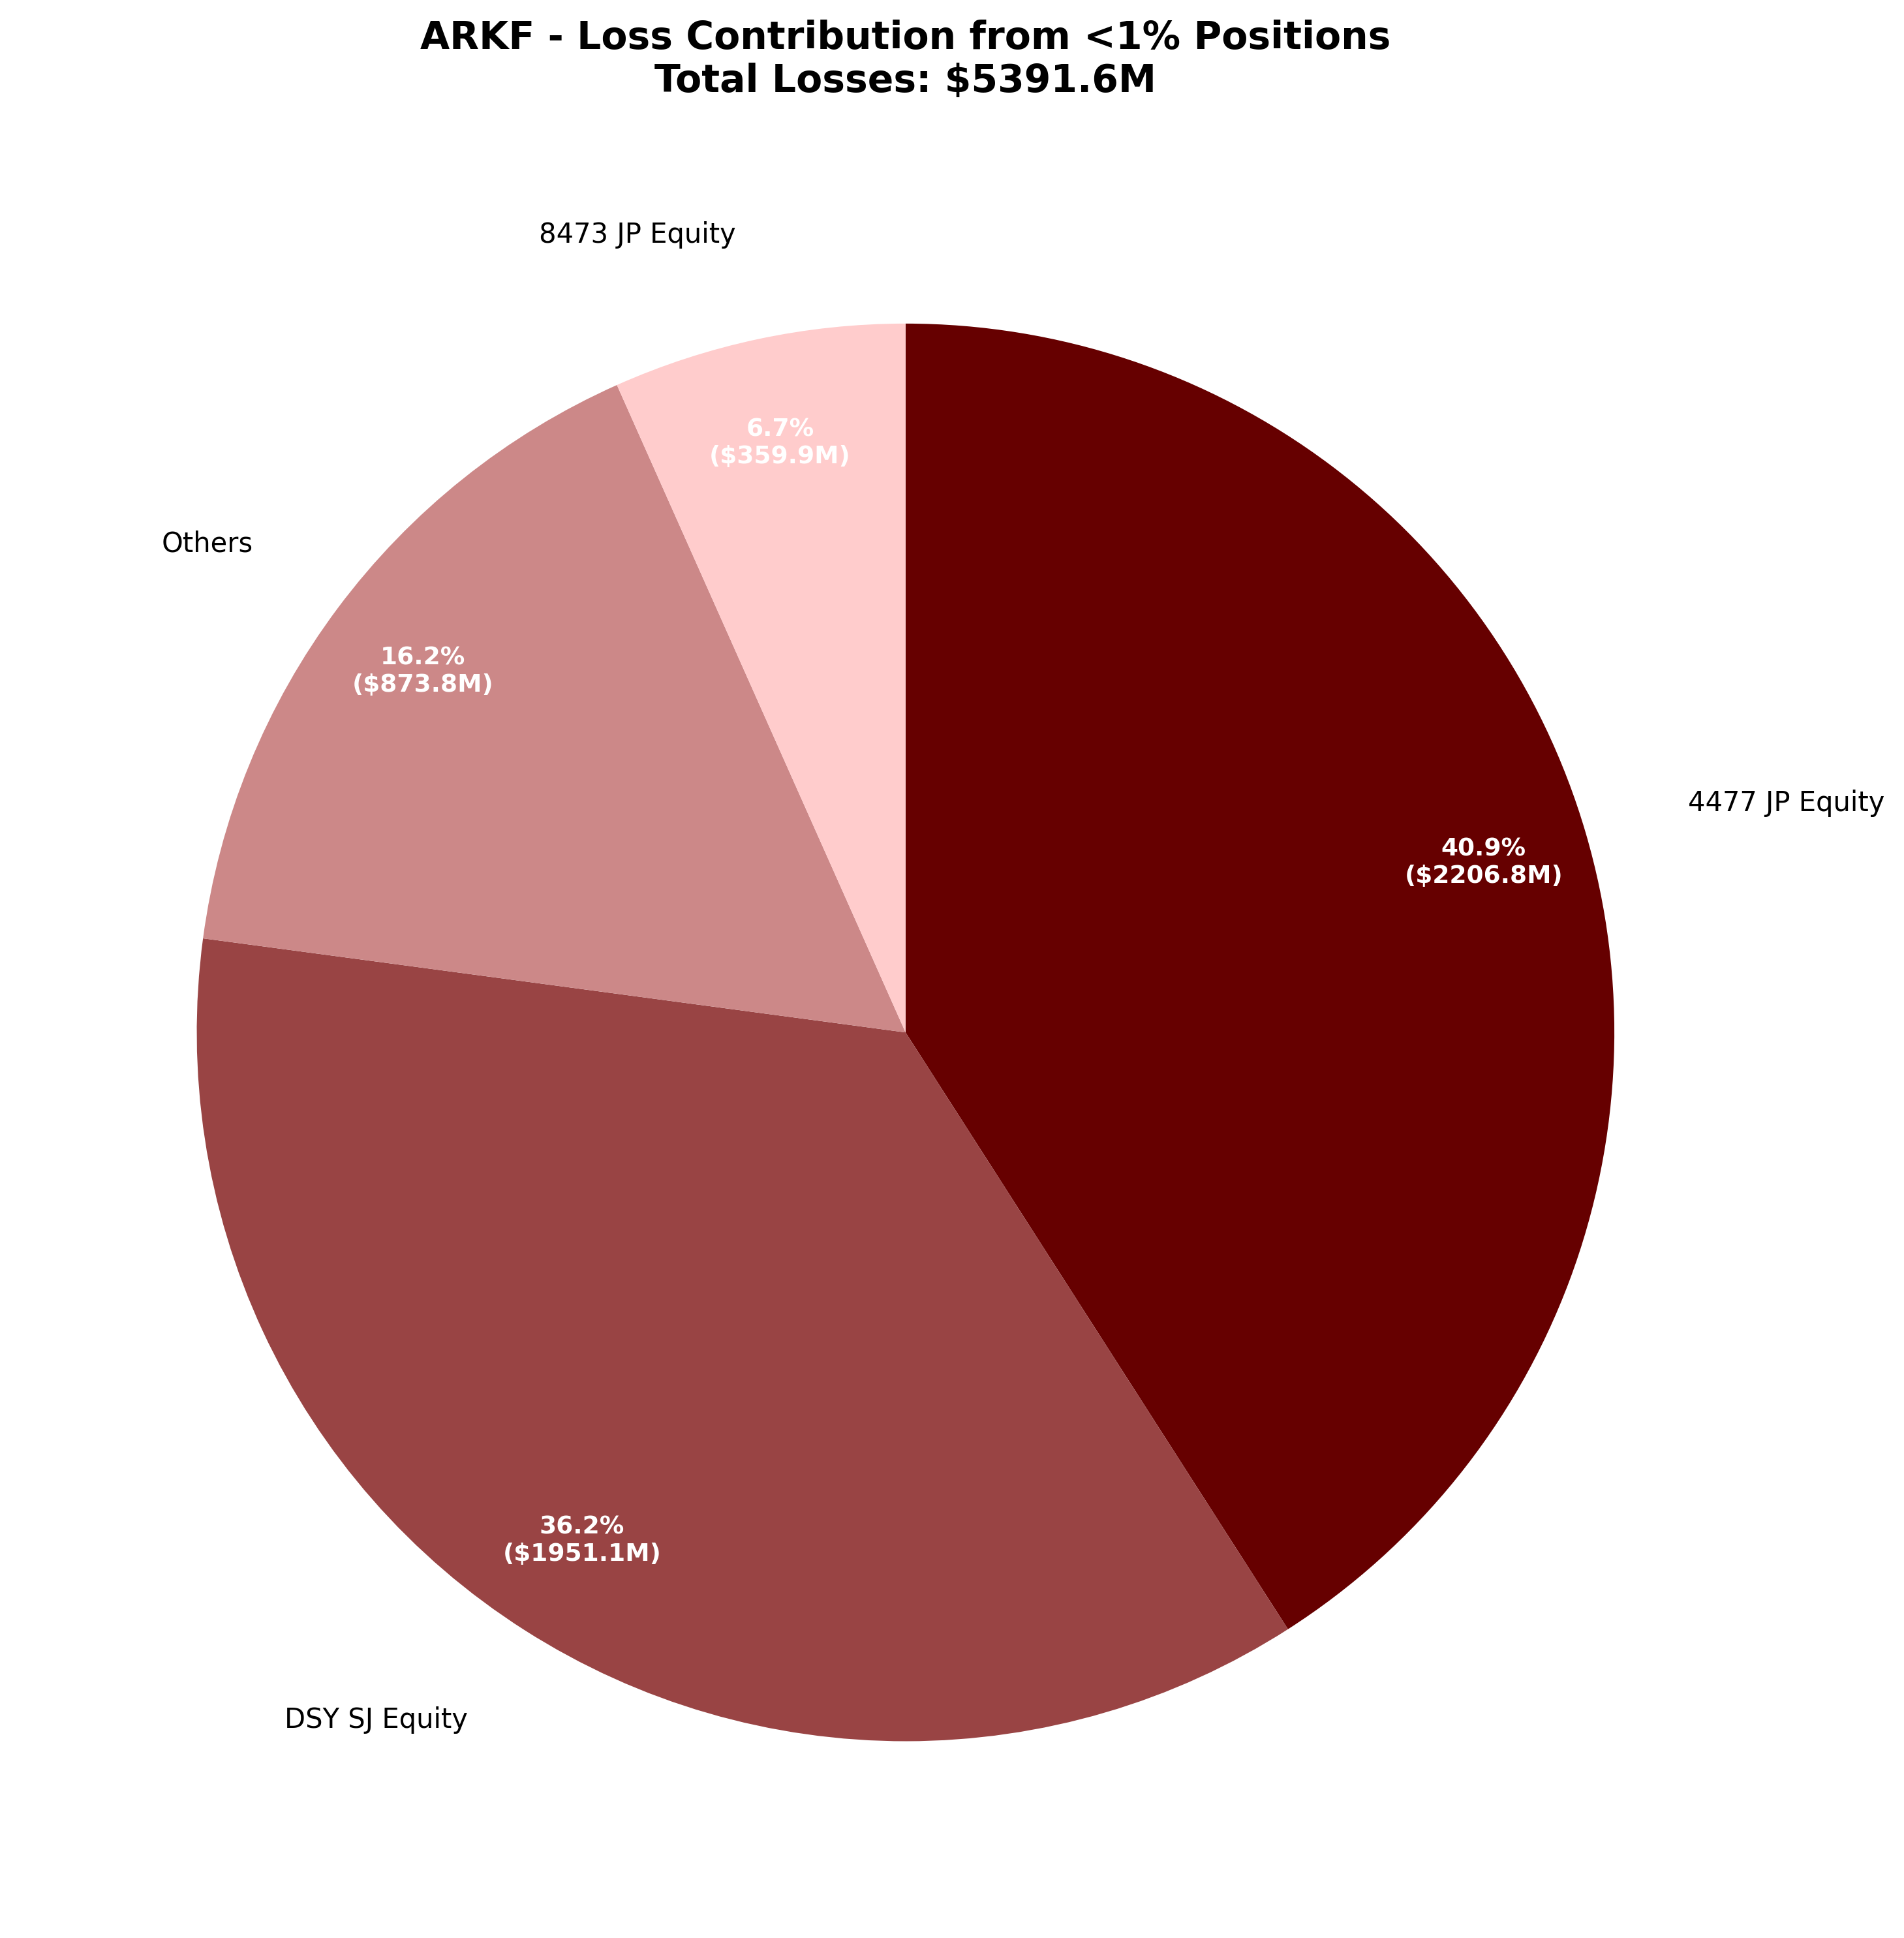 ARKF - Loss Contribution from <1% Positions
Total Losses: $5391.6M
8473 JP Equity
6.7%
($359.9M)
Others
16.2%
($873.8M)
4477 JP Equity
40.9%
($2206.8M)
36.2%
($1951.1M)
DSY SJ Equity